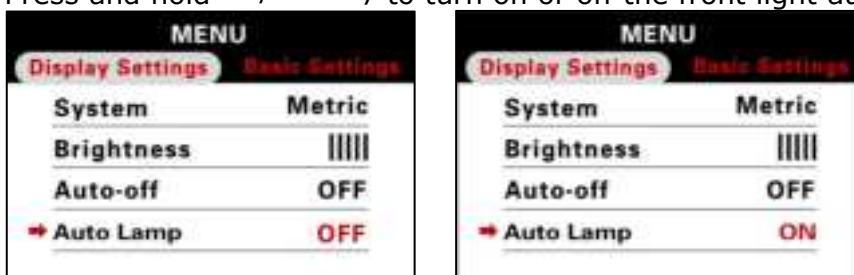 Press and hold to turn on or off the front light
MENU
Display Settings Basic Settings
System Metric
Brightness |||||
Auto-off OFF
Auto Lamp OFF
MENU
Display Settings Basic Settings
System Metric
Brightness |||||
Auto-off OFF
Auto Lamp ON